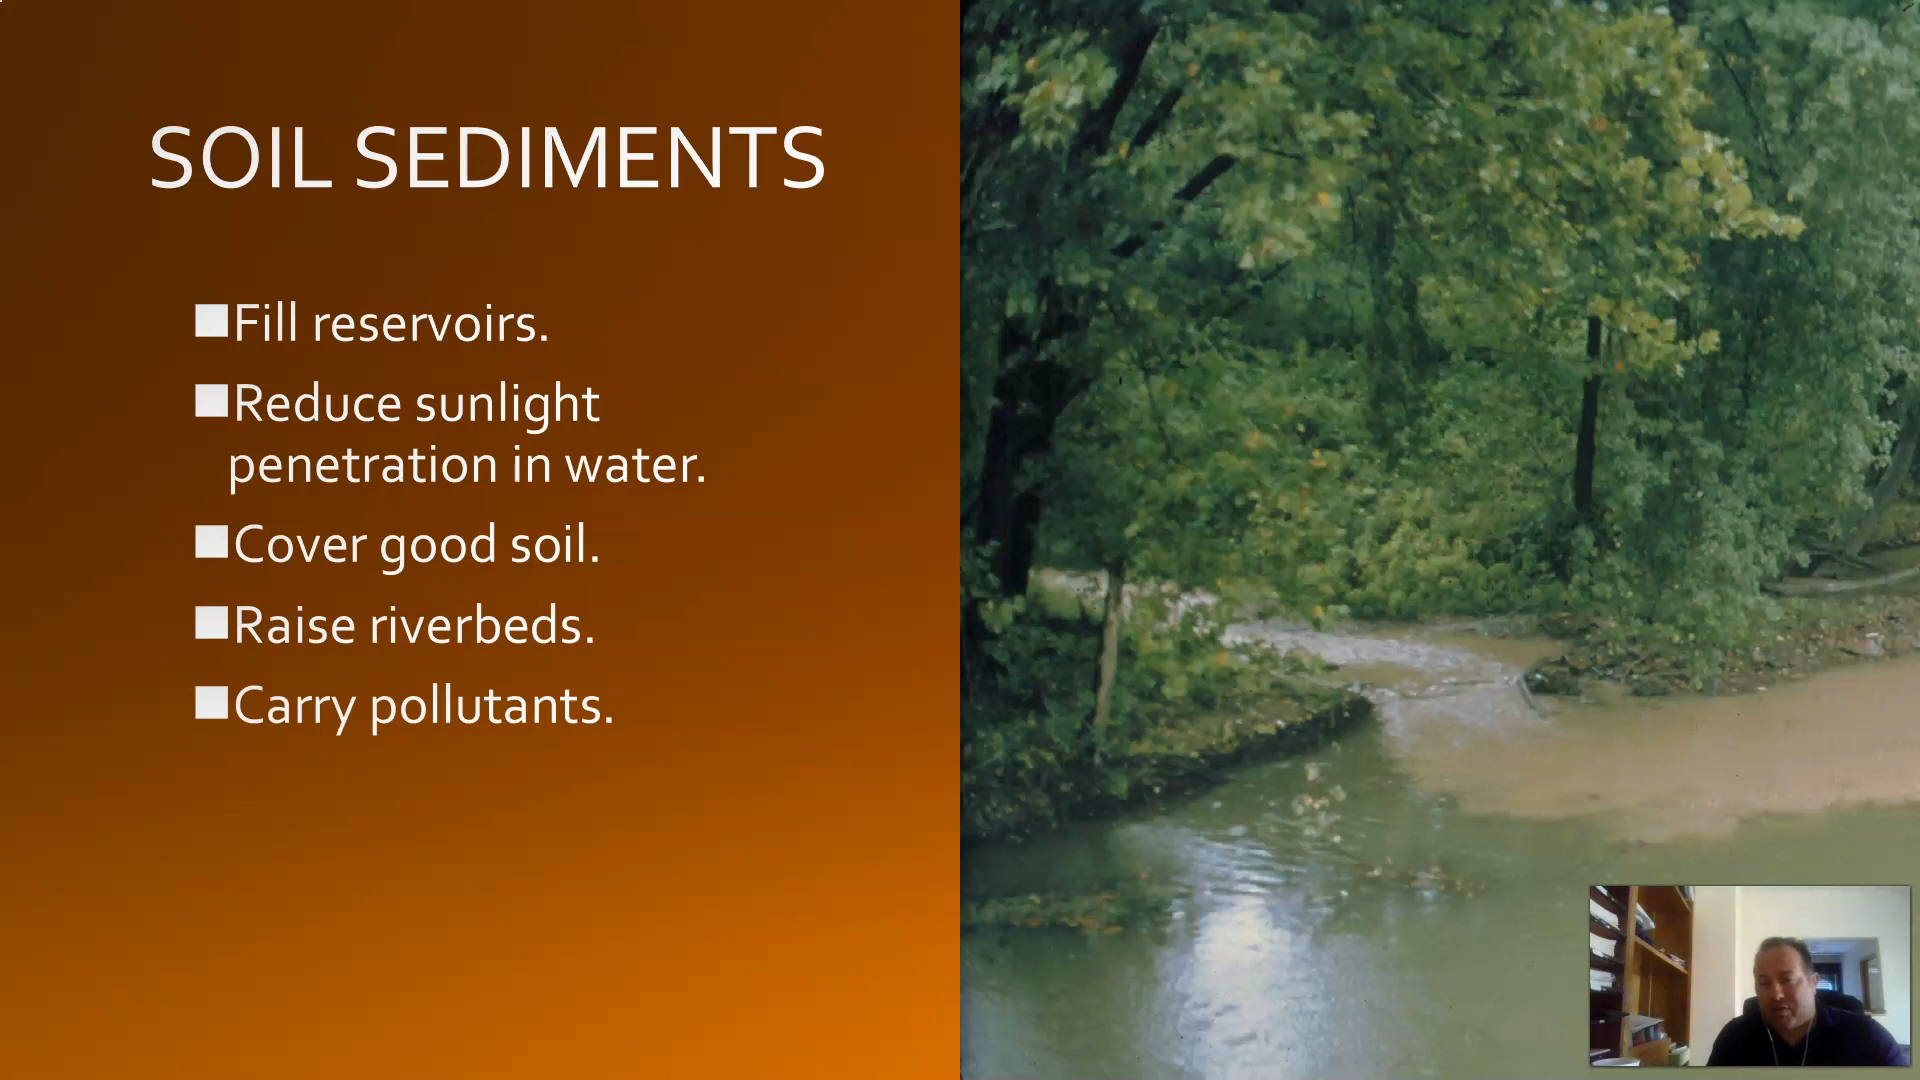 SOIL SEDIMENTS
Fill reservoirs.
Reduce sunlight
penetration in water.
Cover good soil.
Raise riverbeds.
Carry pollutants.